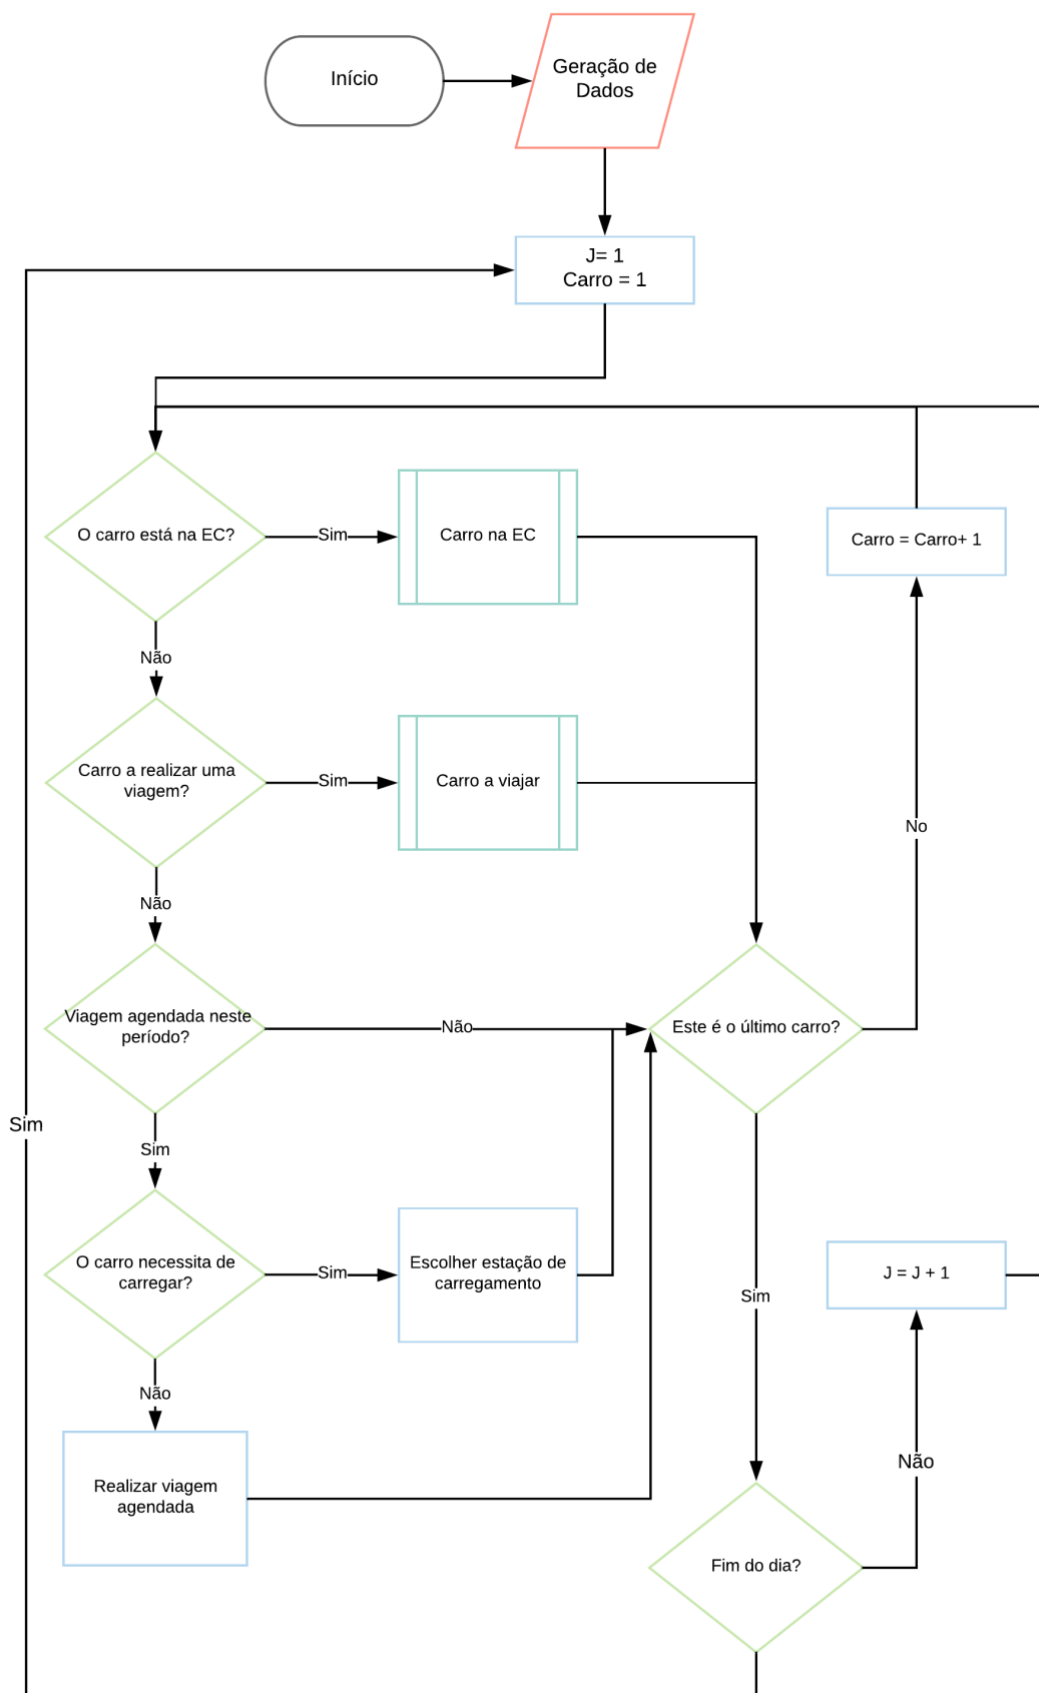 Início
Geração de
Dados
J= 1
Carro = 1
O carro está na EC?
Sim
Carro na EC
Carro = Carro+ 1
Não
Carro a realizar uma
viagem?
Sim
Carro a viajar
No
Não
Viagem agendada neste
período?
Não
Este é o último carro?
Sim
Sim
O carro necessita de
carregar?
Sim
Escolher estação de
carregamento
J = J + 1
Sim
Não
Não
Realizar viagem
agendada
Fim do dia?